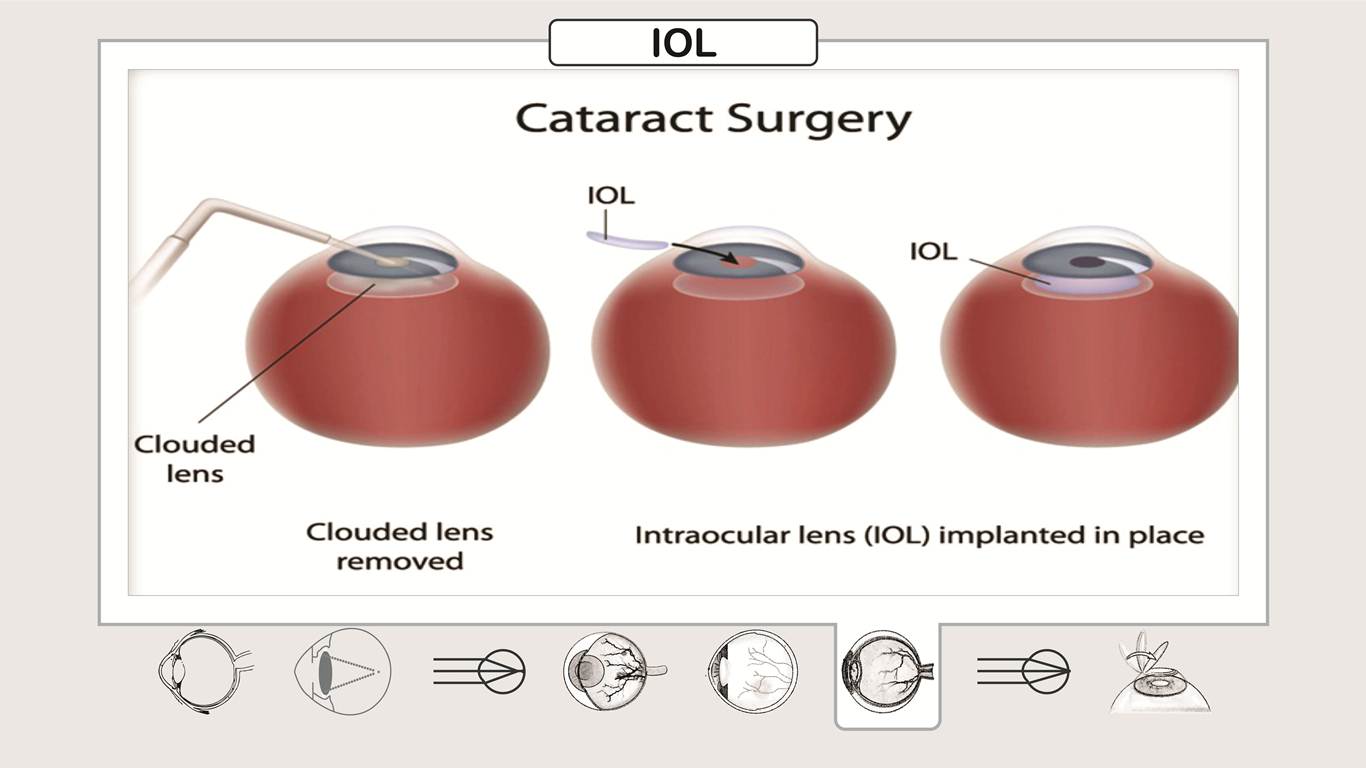 IOL
Cataract Surgery
IOL
IOL
Clouded
lens
Clouded lens
removed
Intraocular lens (IOL) implanted in place